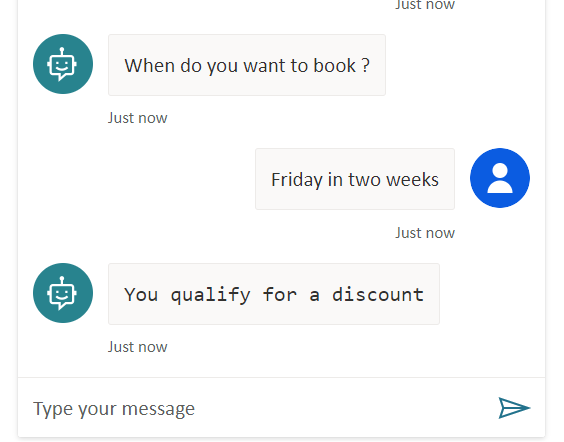 Just now
When do you want to book ?
Just now
Friday in two weeks
Just now
You qualify for a discount
Just now
Type your message